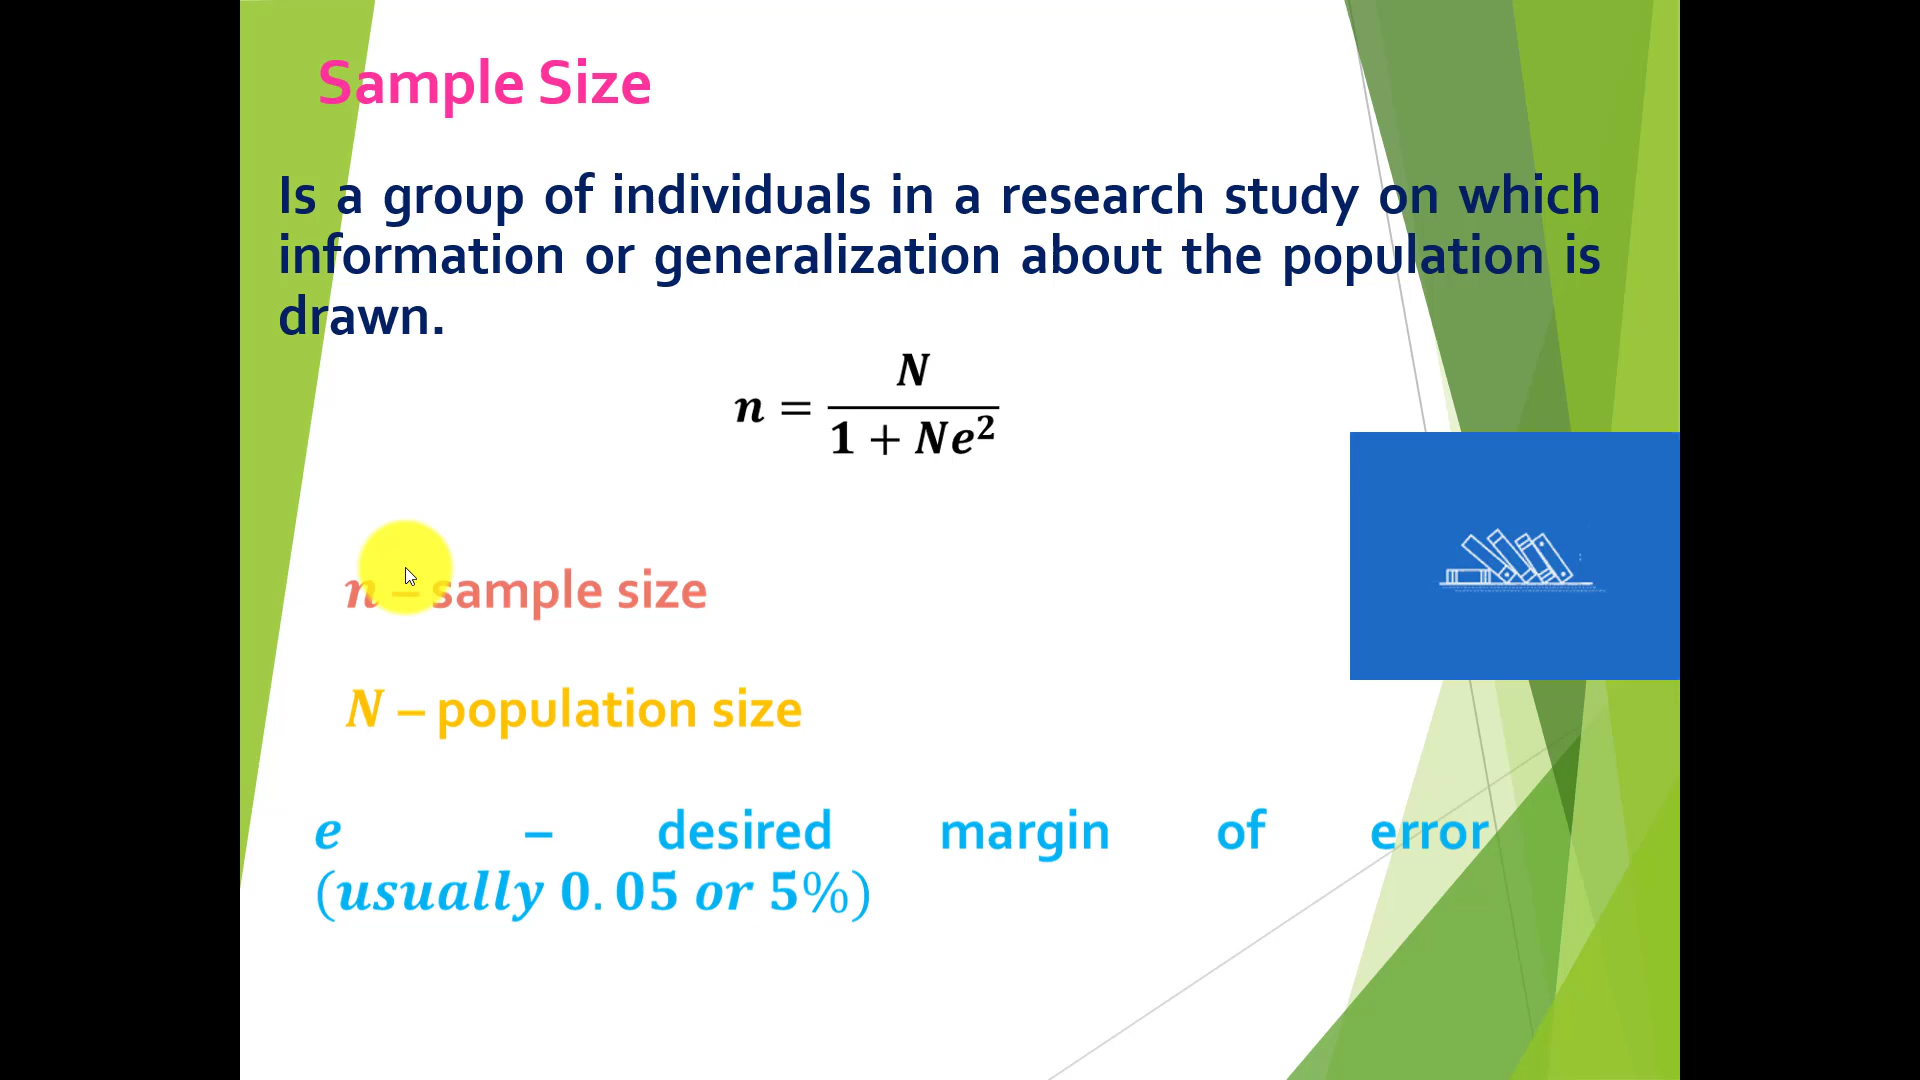 Sample Size
Is a group of individuals in a research study on which
information or generalization about the population is
drawn.
n = N / (1 + Ne²)
n – sample size
N – population size
e – desired margin of error
(usually 0.05 or 5%)